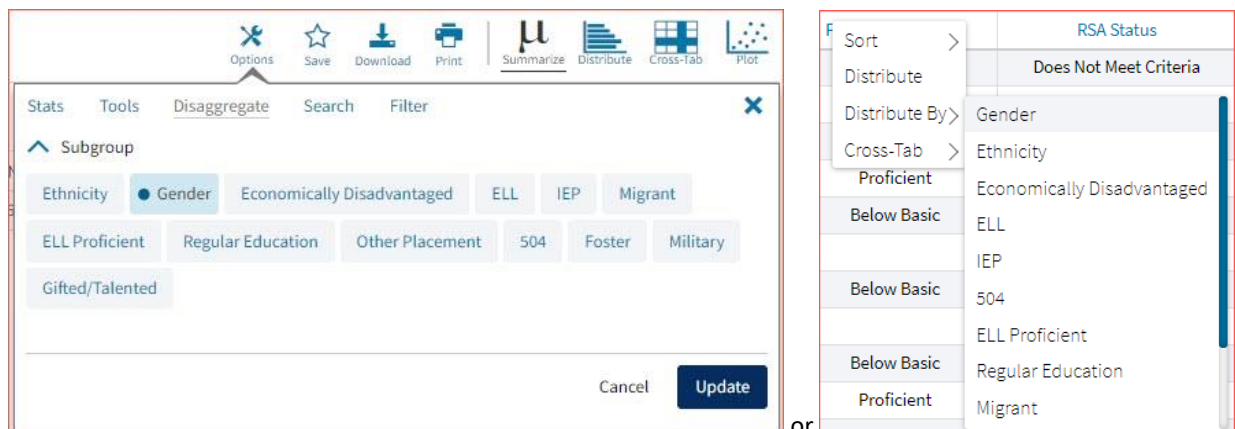 Options Save Download Print Summarize Distribute Cross-Tab Plot
Stats Tools Disaggregate Search Filter
Subgroup
Ethnicity Gender Economically Disadvantaged ELL IEP Migrant
ELL Proficient Regular Education Other Placement 504 Foster Military
Gifted/Talented
Cancel Update
or
RSA Status
Sort
Does Not Meet Criteria
Distribute
Distribute By
Gender
Cross-Tab
Ethnicity
Proficient
Economically Disadvantaged
Below Basic
ELL
IEP
Below Basic
504
ELL Proficient
Below Basic
Regular Education
Proficient
Migrant